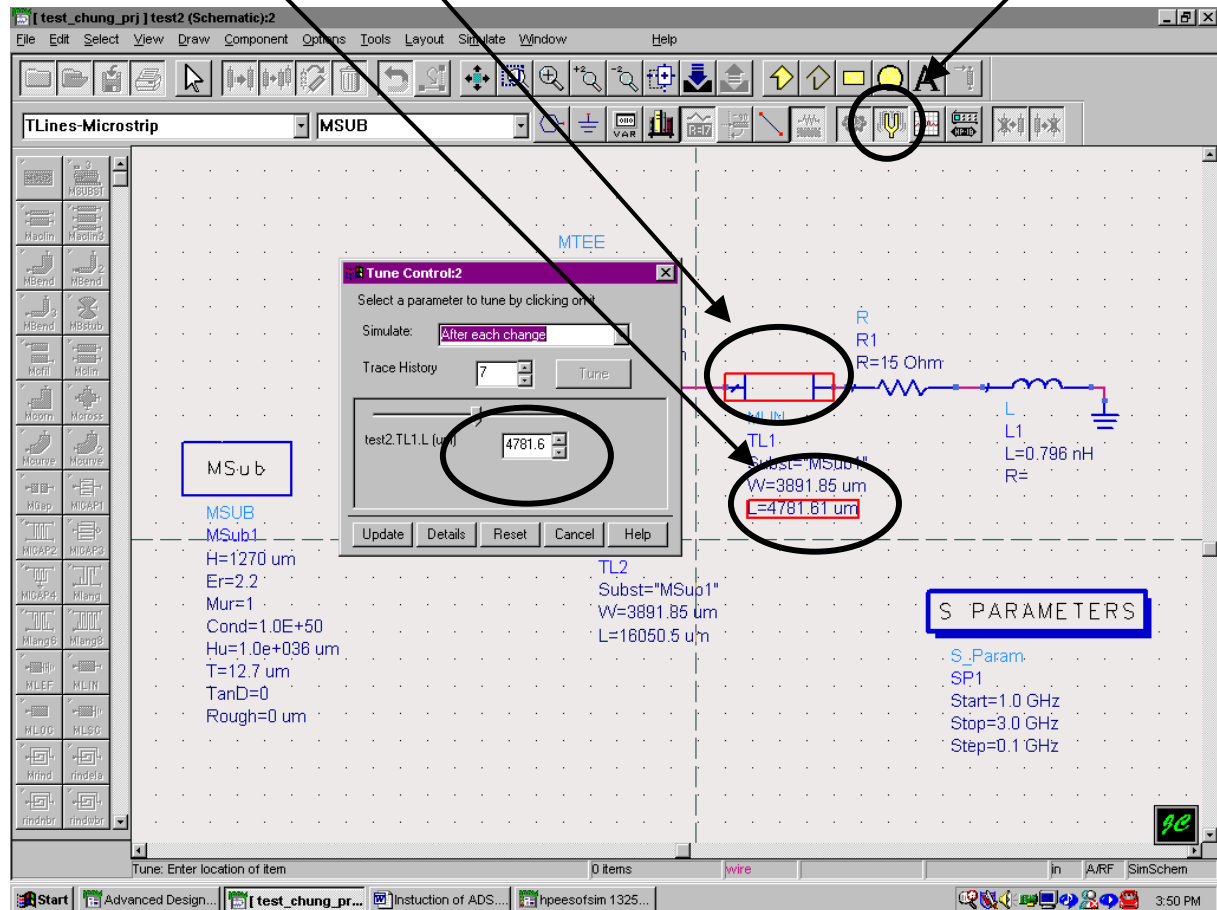 [ test_chung_prj ] test2 (Schematic):2
File Edit Select View Draw Component Options Tools Layout Simulate Window Help
TLines-Microstrip MSUB
VAR
MSUBST
Maclin Maclin3
MBend MBend
MBend MBstub
Mcfil Mclin
Mcorn Mcross
Mcurve Mcurve
MGap MICAP1
MICAP2 MICAP3
MICAP4 Mlang
Mlang6 Mlang8
MLEF MLIN
MLOC MLSC
Mrind rindela
rindnbr rindwbr
MTEE
Tune Control:2
Select a parameter to tune by clicking on it
Simulate: After each change
Trace History 7 Tune
test2.TL1.L (um) 4781.6
Update Details Reset Cancel Help
MSub
MSUB
MSub1
H=1270 um
Er=2.2
Mur=1
Cond=1.0E+50
Hu=1.0e+036 um
T=12.7 um
TanD=0
Rough=0 um
TL2
Subst="MSub1"
W=3891.85 um
L=16050.5 um
MLIN
TL1
Subst="MSub1"
W=3891.85 um
L=4781.61 um
R
R1
R=15 Ohm
L
L1
L=0.796 nH
R=
S PARAMETERS
S_Param
SP1
Start=1.0 GHz
Stop=3.0 GHz
Step=0.1 GHz
Tune: Enter location of item 0 items wire in A/RF SimSchem
Start Advanced Design... [ test_chung_pr... Instuction of ADS.... hpeesofsim 1325... 3:50 PM